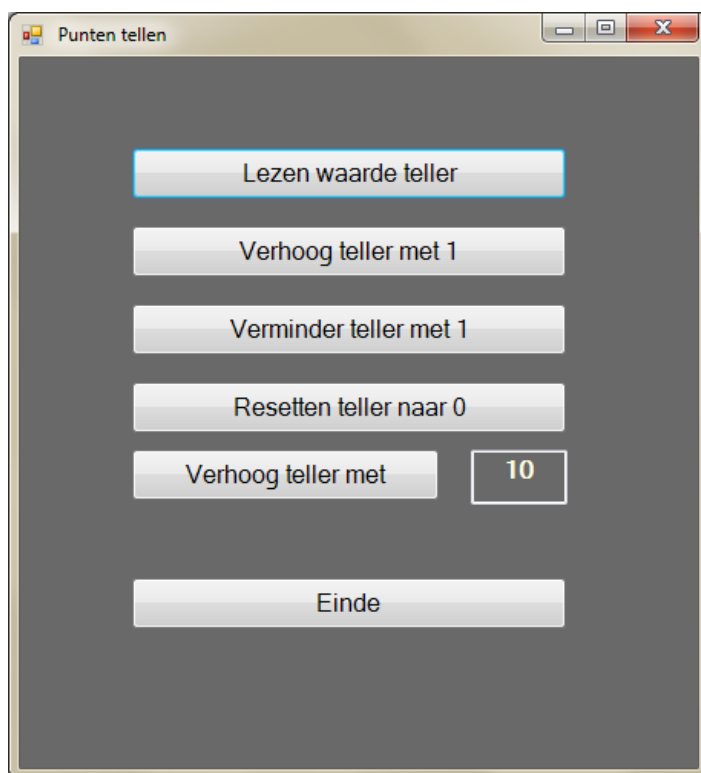 Punten tellen
Lezen waarde teller
Verhoog teller met 1
Verminder teller met 1
Resetten teller naar 0
Verhoog teller met 10
Einde